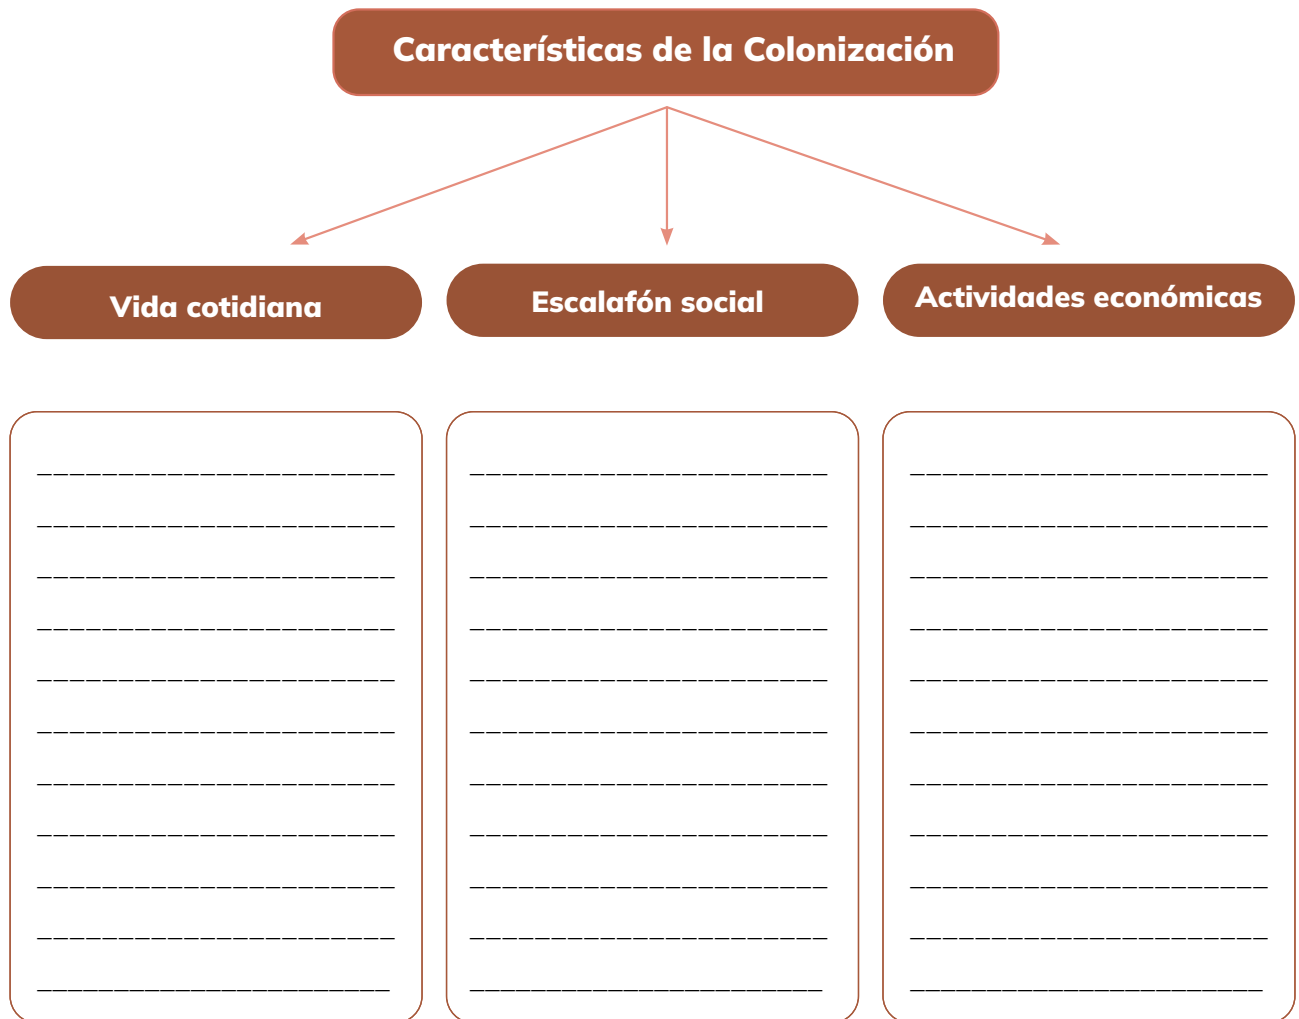 Características de la Colonización
Vida cotidiana
Escalafón social
Actividades económicas